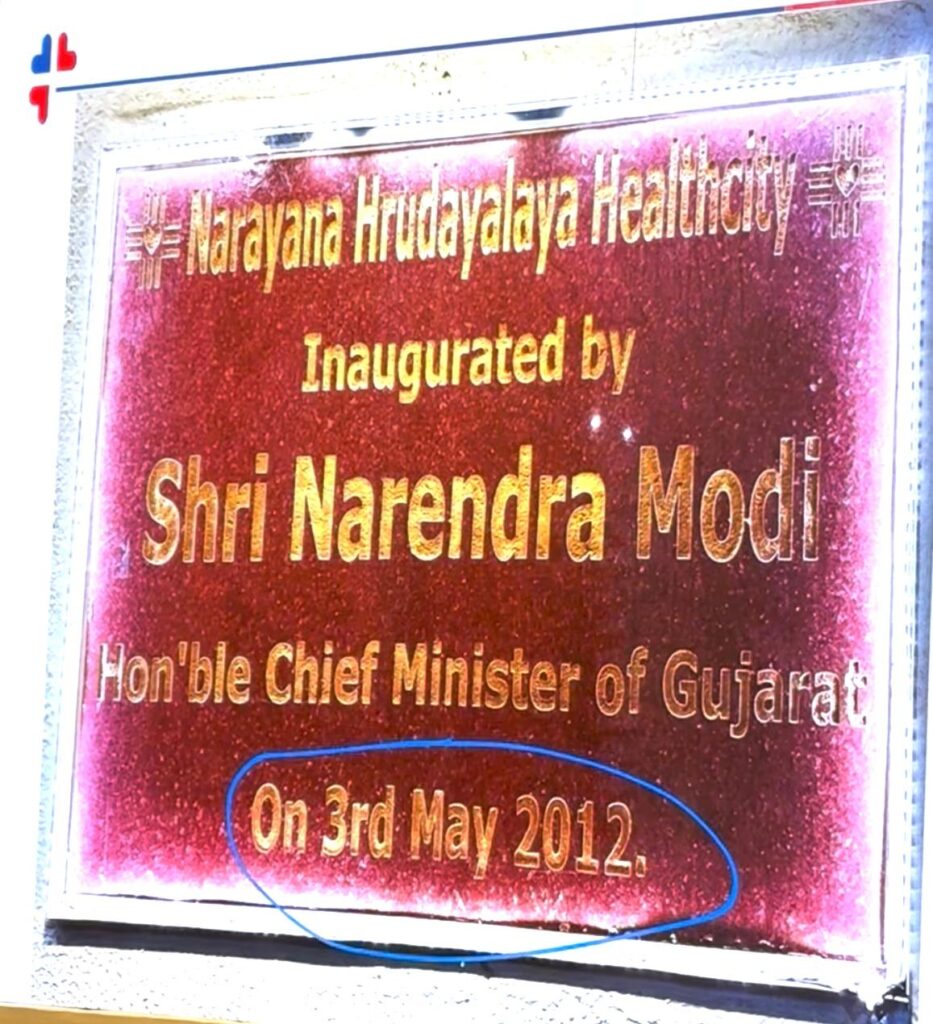 Narayana Hrudayalaya Healthcity
Inaugurated by
Shri Narendra Modi
Hon'ble Chief Minister of Gujarat
On 3rd May 2012.